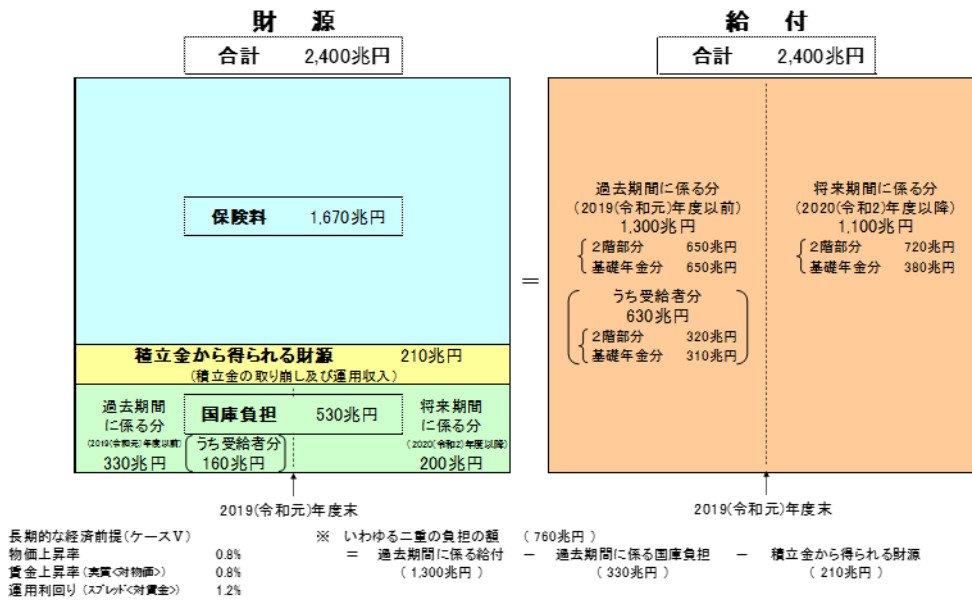 財　源
合計　2,400兆円
保険料　1,670兆円
積立金から得られる財源　210兆円
(積立金の取り崩し及び運用収入)
国庫負担　530兆円
過去期間
に係る分
(2019(令和元)年度以前)
330兆円
うち受給者分
160兆円
将来期間
に係る分
(2020(令和2)年度以降)
200兆円
2019(令和元)年度末
＝
給　付
合計　2,400兆円
過去期間に係る分
(2019(令和元)年度以前)
1,300兆円
2階部分　650兆円
基礎年金分　650兆円
うち受給者分
630兆円
2階部分　320兆円
基礎年金分　310兆円
将来期間に係る分
(2020(令和2)年度以降)
1,100兆円
2階部分　720兆円
基礎年金分　380兆円
2019(令和元)年度末
長期的な経済前提(ケースⅤ)
物価上昇率　0.8%
賃金上昇率(実質<対物価>)　0.8%
運用利回り(スプレッド<対賃金>)　1.2%
※　いわゆる二重の負担の額　(760兆円)
＝　過去期間に係る給付　－　過去期間に係る国庫負担　－　積立金から得られる財源
(1,300兆円)　(330兆円)　(210兆円)